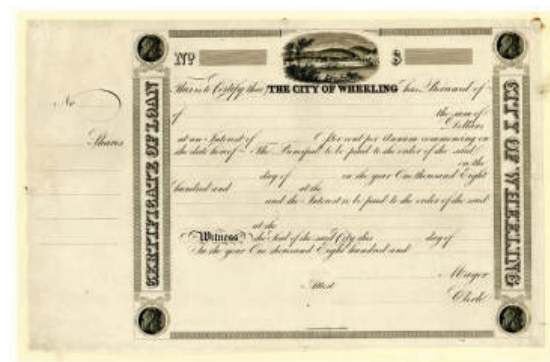 Nº $
This is to Certify that THE CITY OF WHEELING has Borrowed of
No
of the sum of
Dollars
Shares
at an Interest of per cent per Annum commencing on
the date hereof The Principal to be paid to the order of the said
on the
day of in the year One thousand Eight
hundred and at the
and the Interest to be paid to the order of the said
at the
Witness the Seal of the said City this day of
In the year One thousand Eight hundred and
Mayor
Attest
Clerk
CERTIFICATE OF LOAN
CITY OF WHEELING